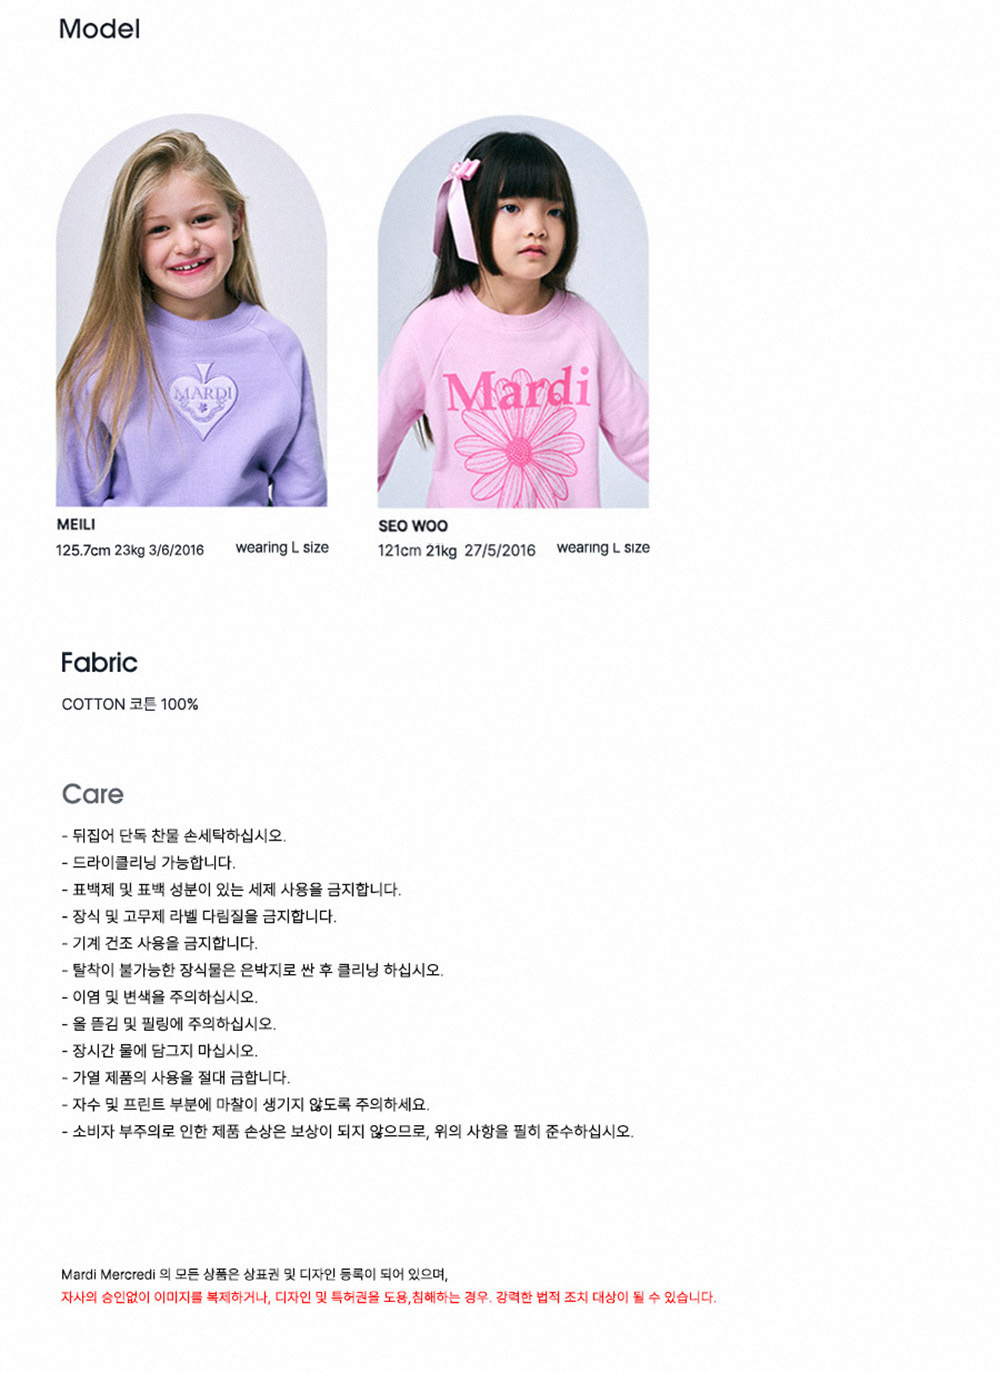 Model
MARDI
Mardi
MEILI
125.7cm 23kg 3/6/2016
wearing L size
SEO WOO
121cm 21kg 27/5/2016
wearing L size
Fabric
COTTON 코튼 100%
Care
- 뒤집어 단독 찬물 손세탁하십시오.
- 드라이클리닝 가능합니다.
- 표백제 및 표백 성분이 있는 세제 사용을 금지합니다.
- 장식 및 고무제 라벨 다림질을 금지합니다.
- 기계 건조 사용을 금지합니다.
- 탈착이 불가능한 장식물은 은박지로 싼 후 클리닝 하십시오.
- 이염 및 변색을 주의하십시오.
- 올 뜯김 및 필링에 주의하십시오.
- 장시간 물에 담그지 마십시오.
- 가열 제품의 사용을 절대 금합니다.
- 자수 및 프린트 부분에 마찰이 생기지 않도록 주의하세요.
- 소비자 부주의로 인한 제품 손상은 보상이 되지 않으므로, 위의 사항을 필히 준수하십시오.
Mardi Mercredi 의 모든 상품은 상표권 및 디자인 등록이 되어 있으며,
자사의 승인없이 이미지를 복제하거나, 디자인 및 특허권을 도용,침해하는 경우. 강력한 법적 조치 대상이 될 수 있습니다.